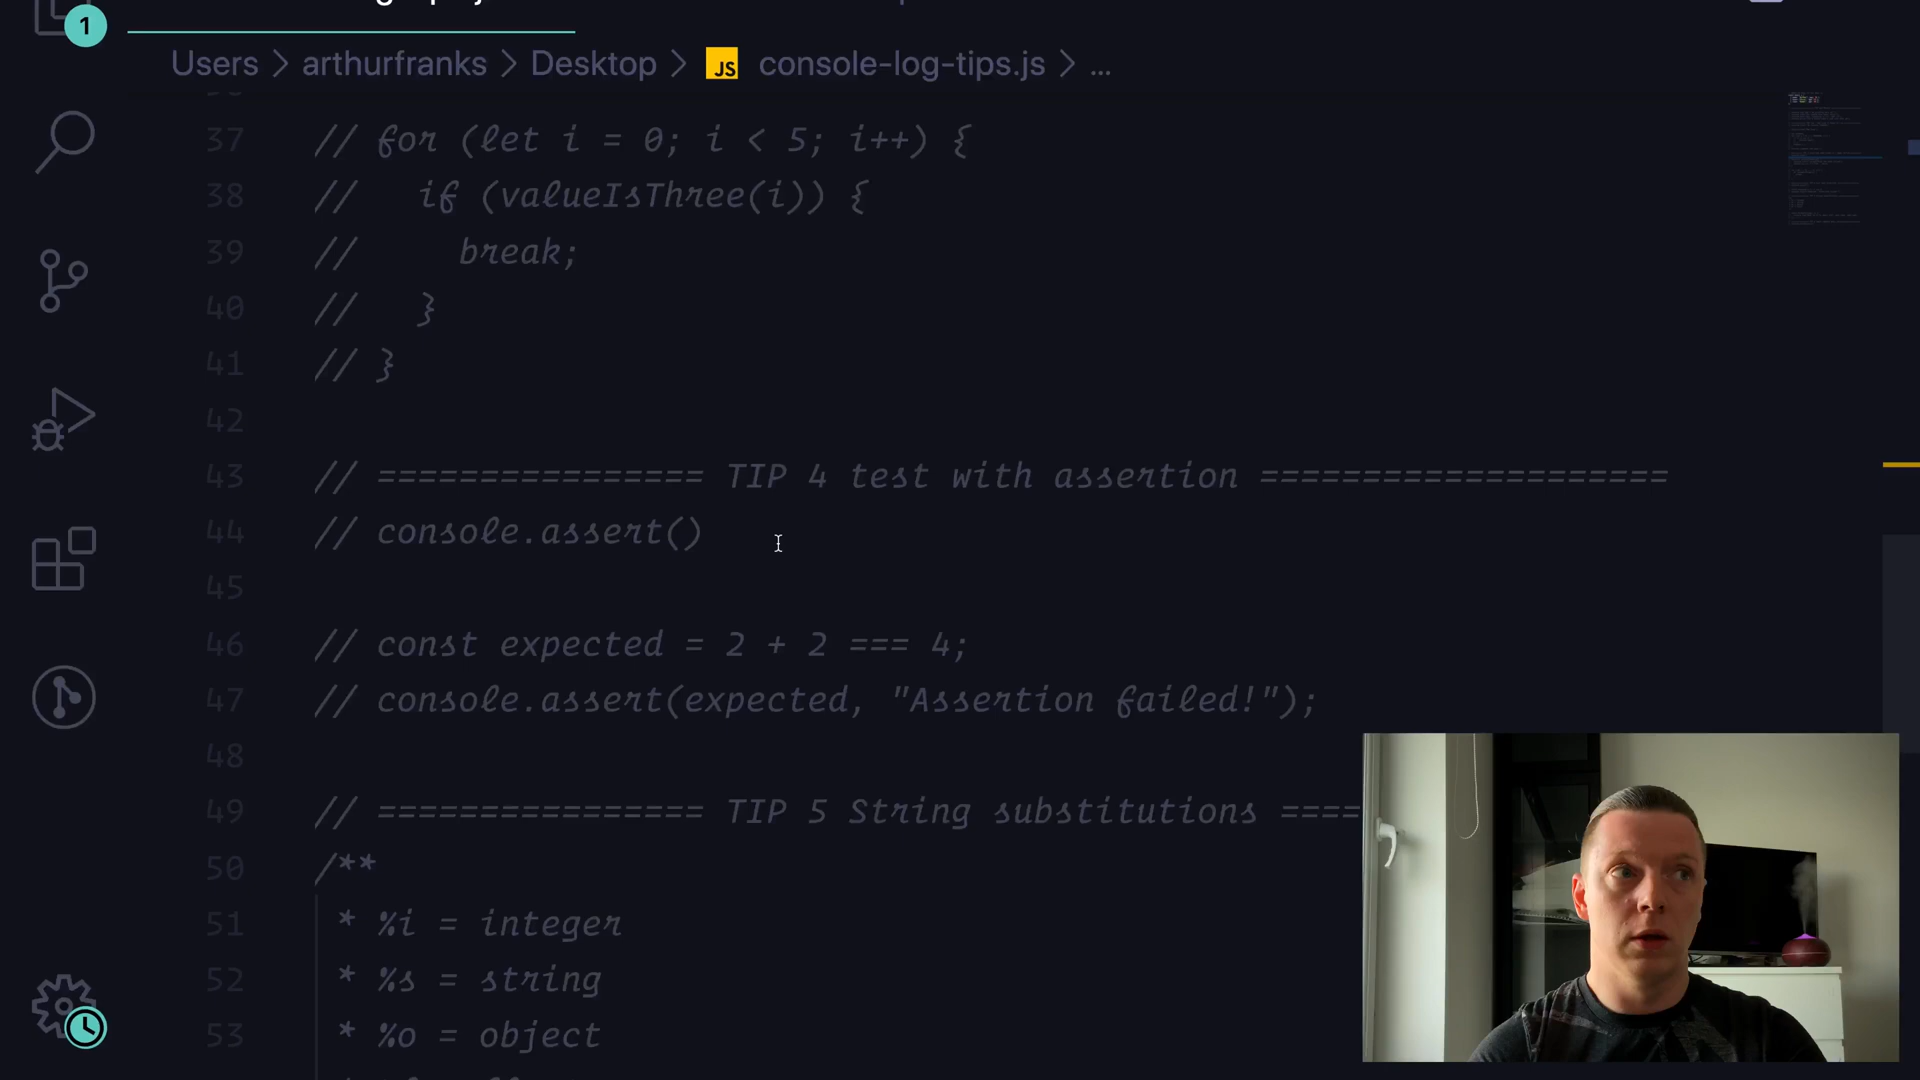 1
Users > arthurfranks > Desktop > JS console-log-tips.js > ...
37 // for (let i = 0; i < 5; i++) {
38 //   if (valueIsThree(i)) {
39 //     break;
40 //   }
41 // }
42
43 // ================ TIP 4 test with assertion ====================
44 // console.assert()
45
46 // const expected = 2 + 2 === 4;
47 // console.assert(expected, "Assertion failed!");
48
49 // ================ TIP 5 String substitutions ====
50 /**
51 * %i = integer
52 * %s = string
53 * %o = object